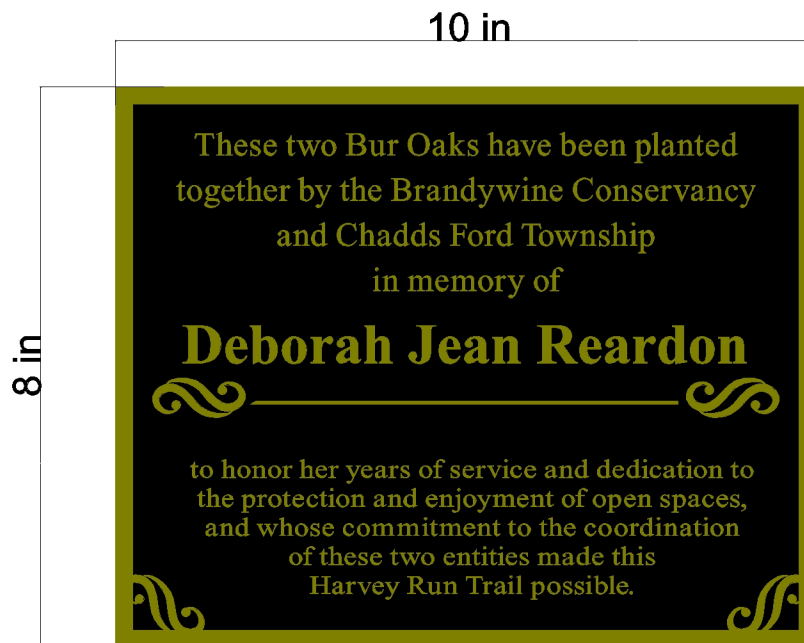 10 in
8 in
These two Bur Oaks have been planted
together by the Brandywine Conservancy
and Chadds Ford Township
in memory of
Deborah Jean Reardon
to honor her years of service and dedication to
the protection and enjoyment of open spaces,
and whose commitment to the coordination
of these two entities made this
Harvey Run Trail possible.